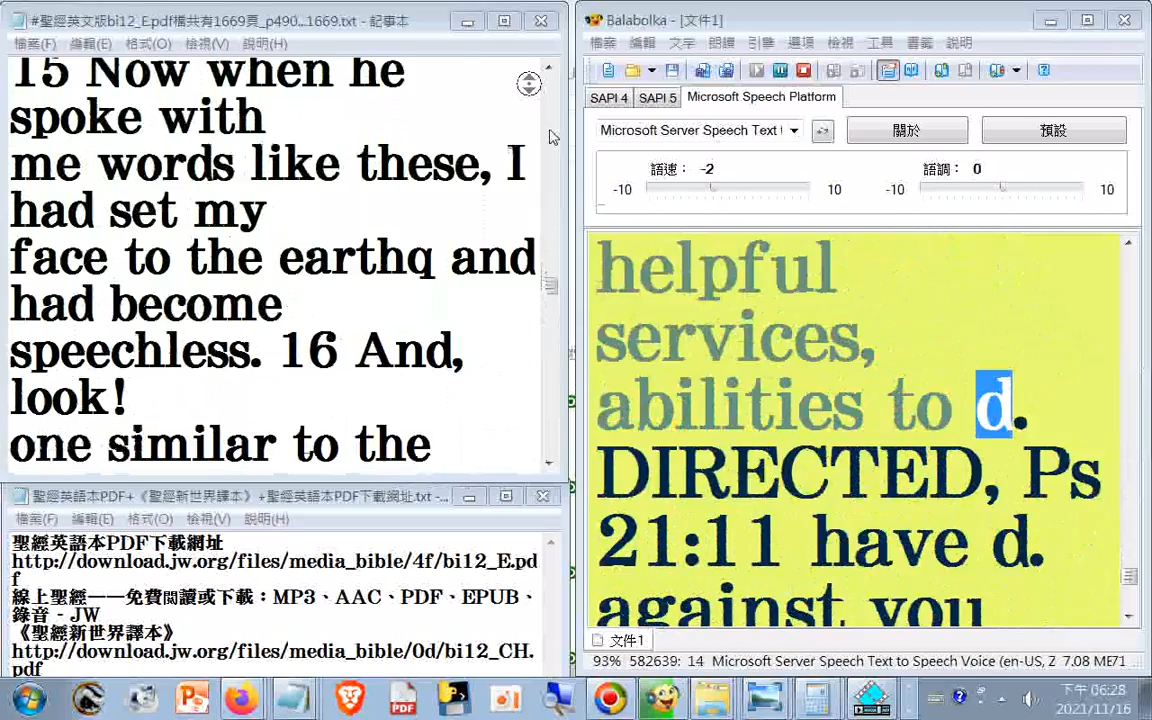 #聖經英文版bi12_E.pdf檔共有1669頁_p490...1669.txt - 記事本
檔案(F) 編輯(E) 格式(O) 檢視(V) 說明(H)
15 Now when he
spoke with
me words like these, I
had set my
face to the earthq and
had become
speechless. 16 And,
look!
one similar to the
聖經英語本PDF+《聖經新世界譯本》+聖經英語本PDF下載網址.txt -...
檔案(F) 編輯(E) 格式(O) 檢視(V) 說明(H)
聖經英語本PDF下載網址
http://download.jw.org/files/media_bible/4f/bi12_E.pd
f
線上聖經——免費閱讀或下載：MP3、AAC、PDF、EPUB、
錄音 - JW
《聖經新世界譯本》
http://download.jw.org/files/media_bible/0d/bi12_CH.
pdf
Balabolka - [文件1]
檔案 編輯 文字 朗讀 引擎 選項 檢視 工具 書籤 說明
SAPI 4 SAPI 5 Microsoft Speech Platform
Microsoft Server Speech Text 關於 預設
語速： -2 語調： 0
-10 10 -10 10
helpful
services,
abilities to d.
DIRECTED, Ps
21:11 have d.
against you
文件1
93% 582639: 14 Microsoft Server Speech Text to Speech Voice (en-US, Z 7.08 ME71
下午 06:28
2021/11/16